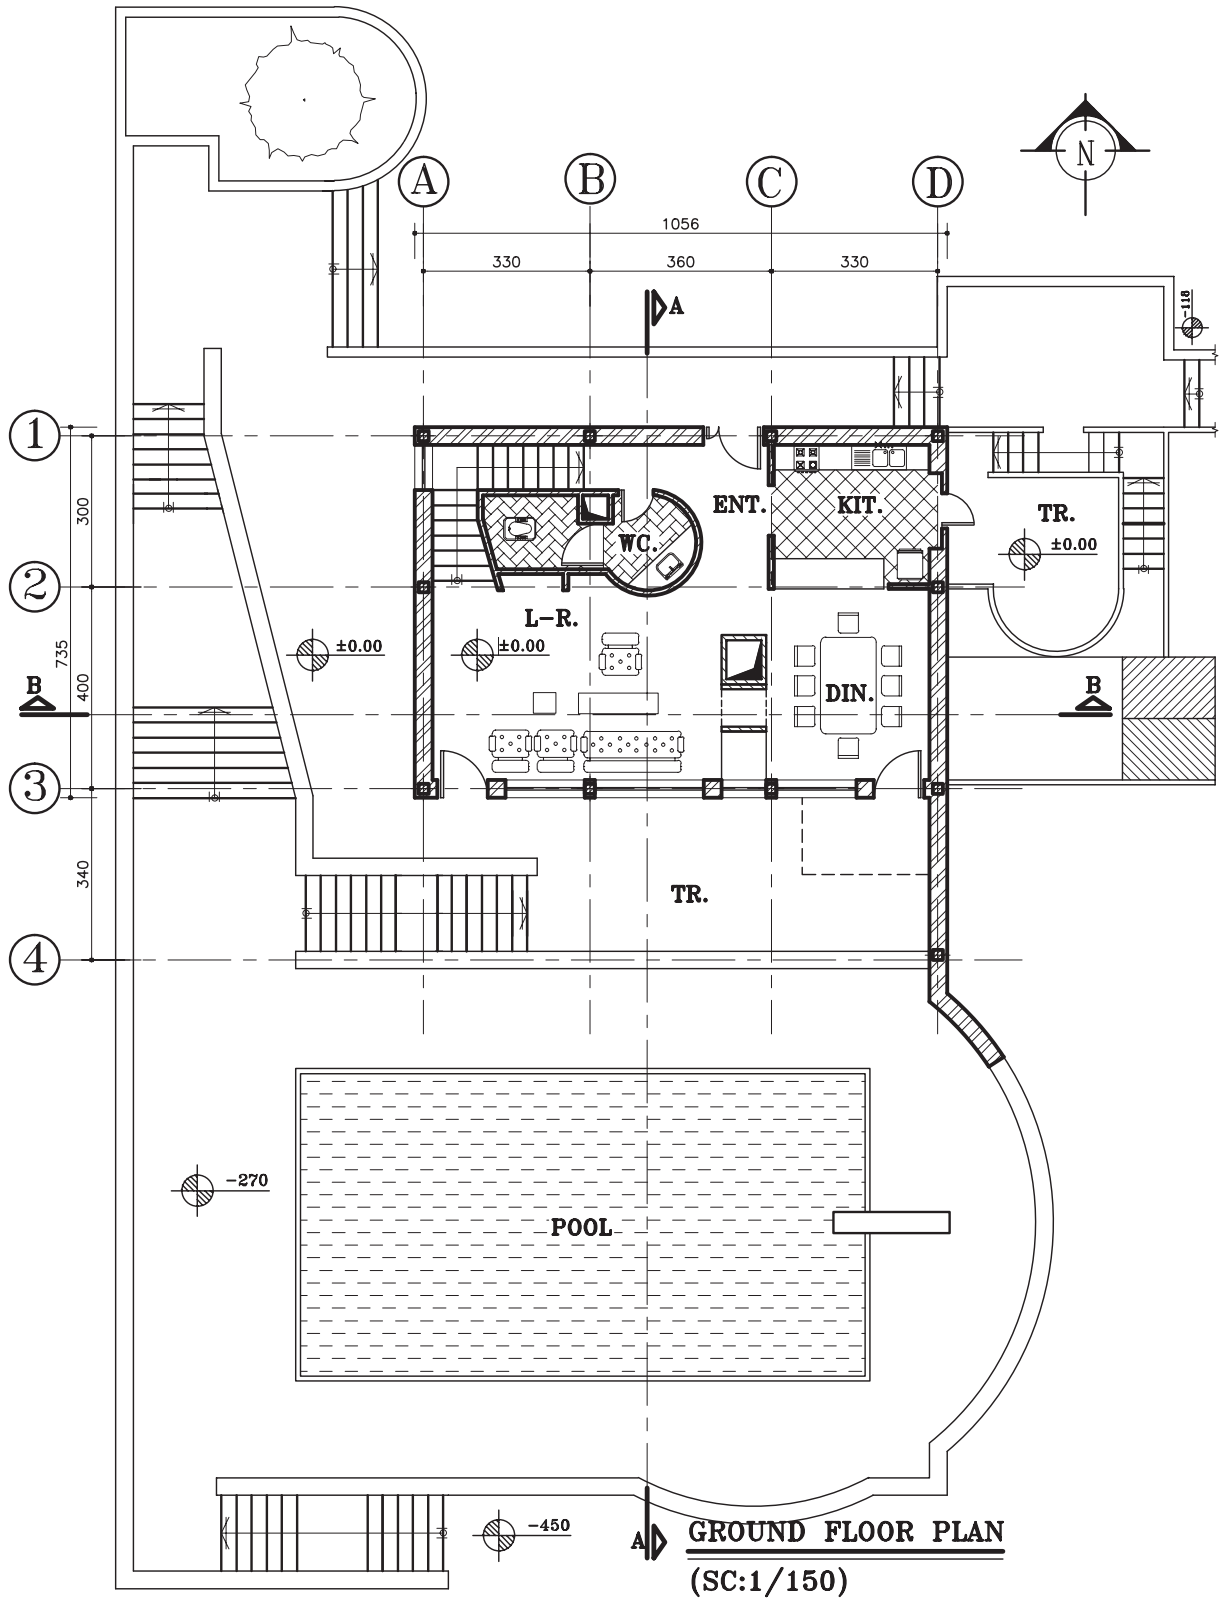 N
A B C D
1056
330 360 330
A
-118
1
300
ENT. KIT. TR.
WC.
±0.00
2
L-R.
±0.00 ±0.00
735
400
B
DIN.
B
3
340
TR.
4
-270
POOL
-450
A
GROUND FLOOR PLAN
(SC:1/150)